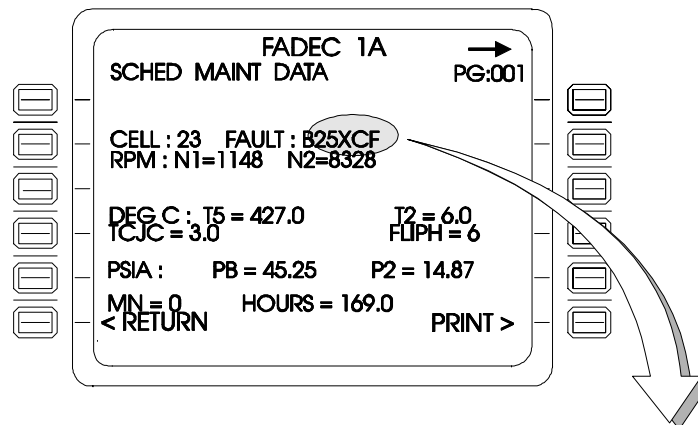 FADEC 1A
SCHED MAINT DATA PG:001
CELL : 23 FAULT : B25XCF
RPM : N1=1148 N2=8328
DEG C : T5 = 427.0 T2 = 6.0
TCJC = 3.0 FLIPH = 6
PSIA : PB = 45.25 P2 = 14.87
MN = 0 HOURS = 169.0
< RETURN PRINT >